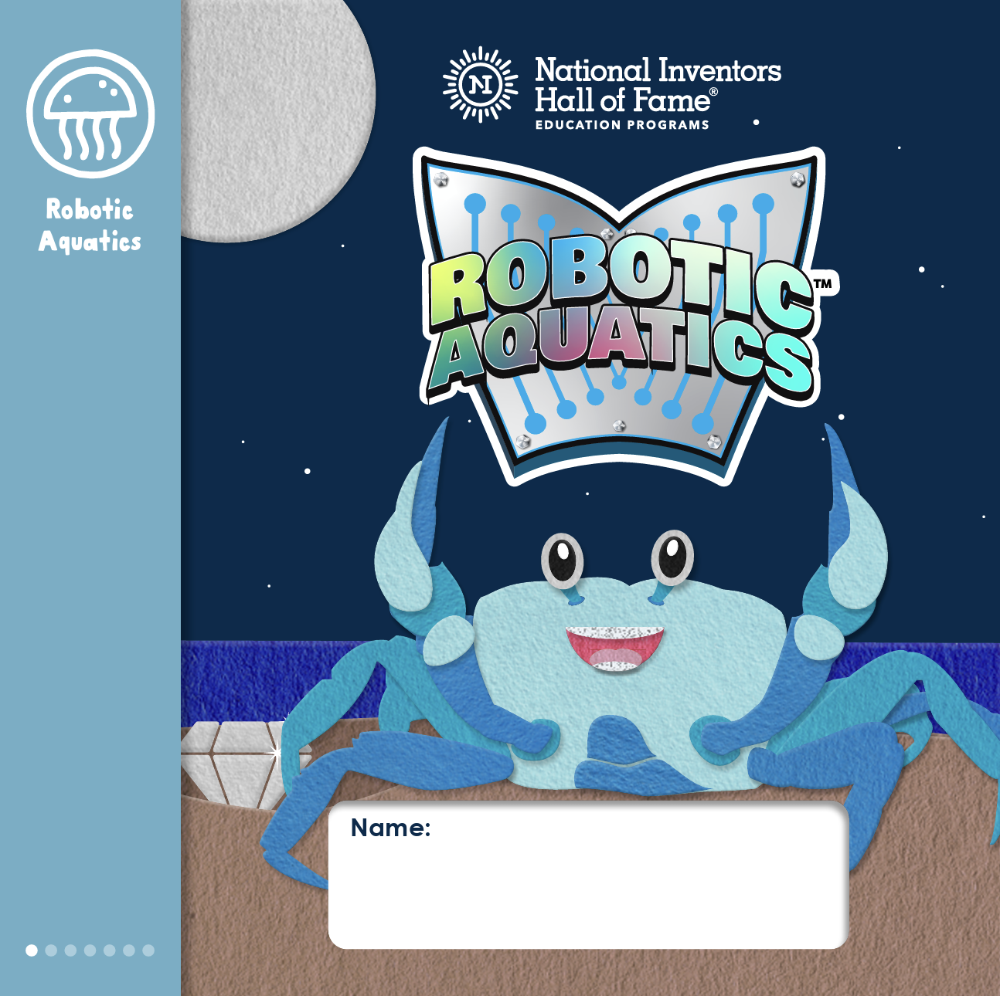 Robotic
Aquatics
N
National Inventors
Hall of Fame®
EDUCATION PROGRAMS
ROBOTIC™
AQUATICS
Name: